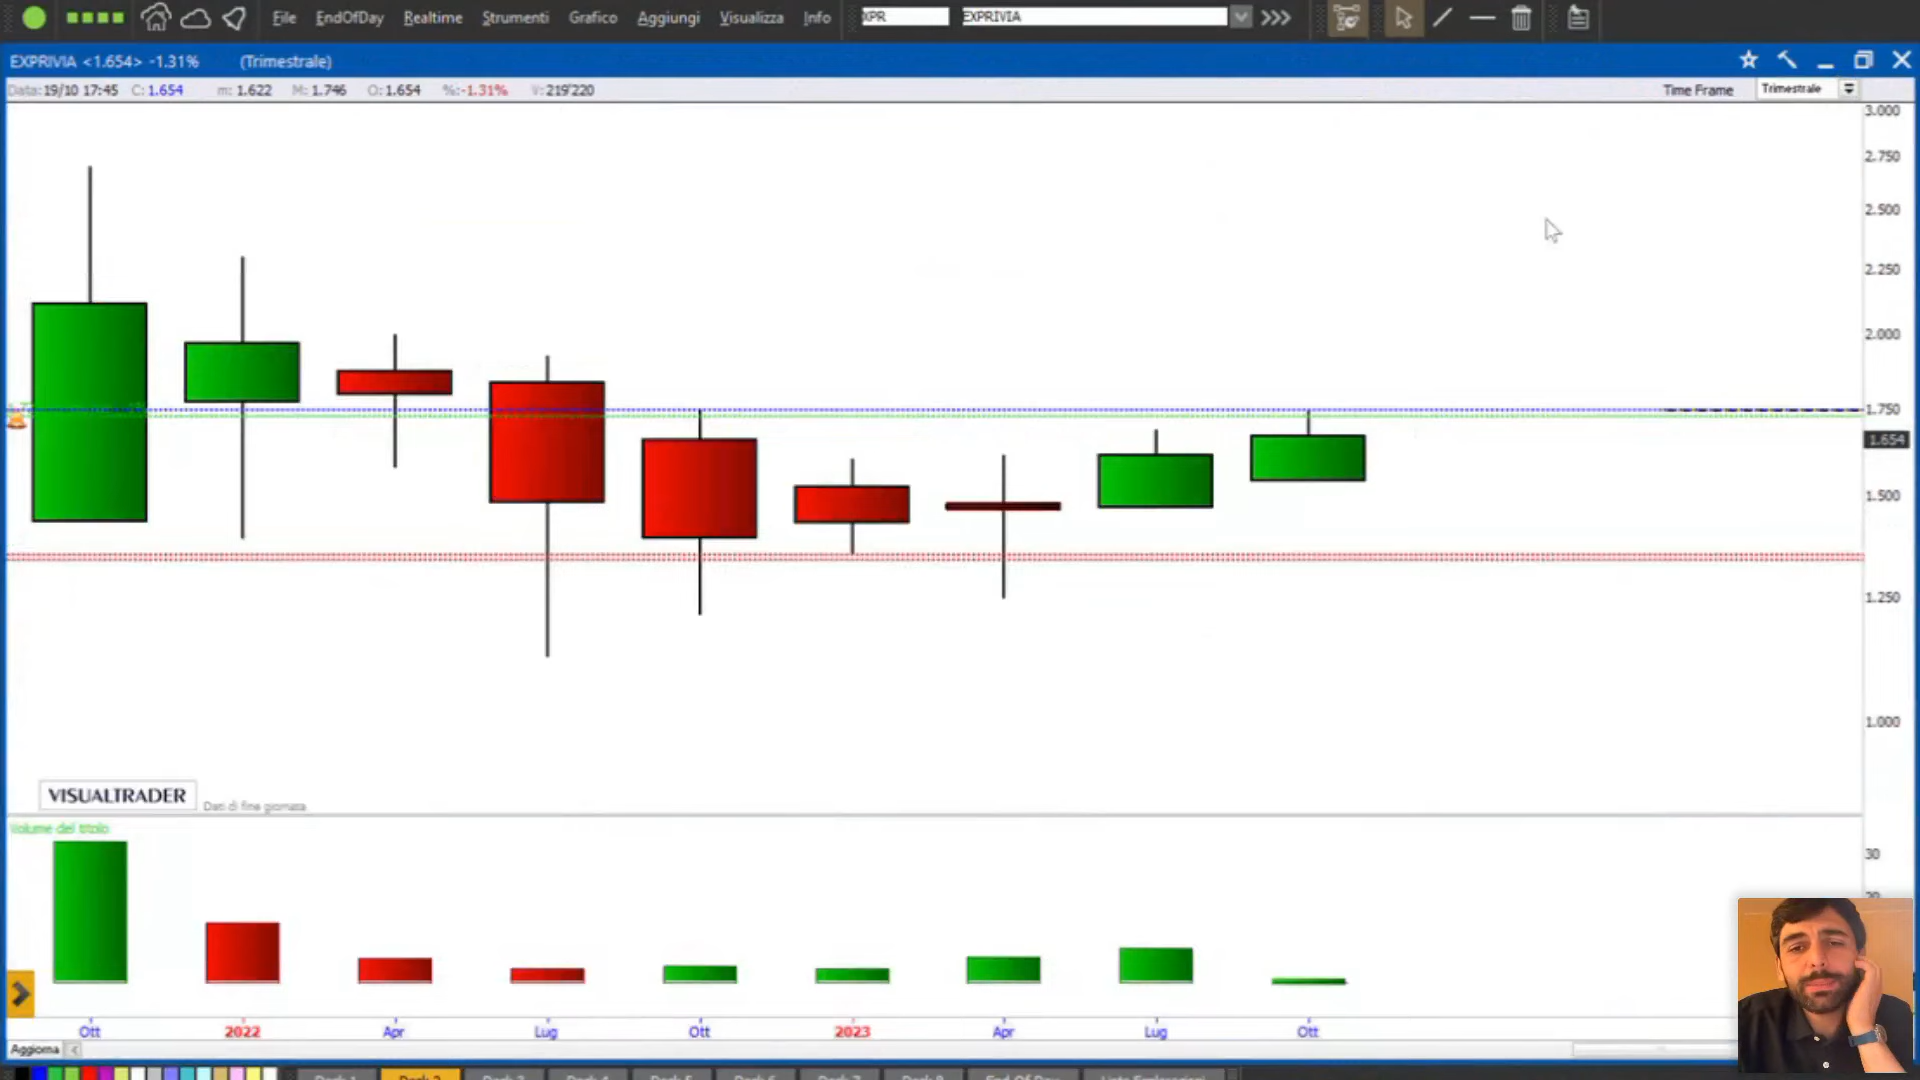 File EndOfDay Realtime Strumenti Grafico Aggiungi Visualizza Info XPR EXPRIVIA
EXPRIVIA <1.654> -1.31% (Trimestrale)
Data:19/10 17:45 C:1.654 m: 1.622 M: 1.746 O: 1.654 %:-1.31% V:219'220 Time Frame Trimestrale
3.000
2.750
2.500
2.250
2.000
1.750
1.654
1.500
1.250
1.000
VISUALTRADER Dati di fine giornata
Volume del titolo
30
Ott 2022 Apr Lug Ott 2023 Apr Lug Ott
Aggiorna